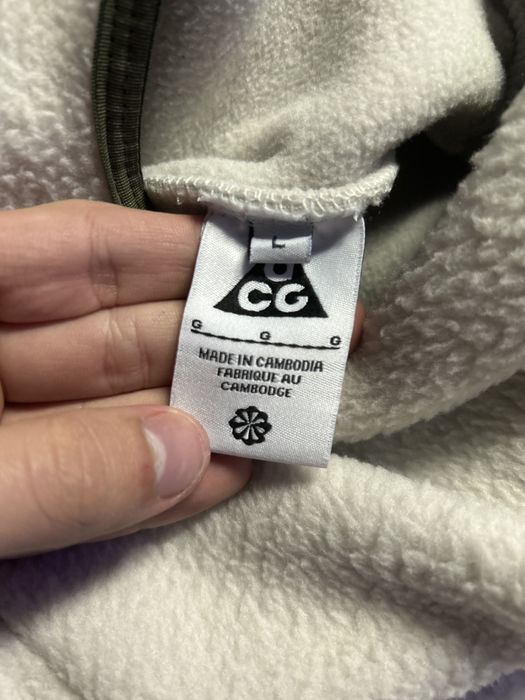 L
a
CG
G G G
MADE IN CAMBODIA
FABRIQUE AU
CAMBODGE